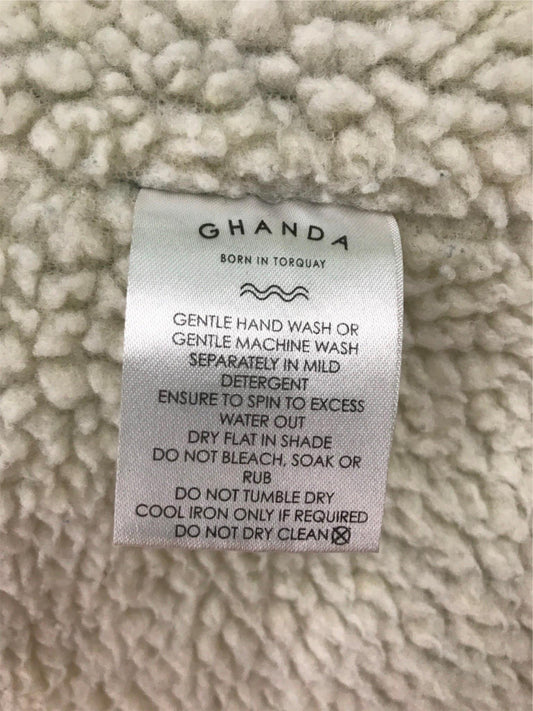 GHANDA
BORN IN TORQUAY
GENTLE HAND WASH OR
GENTLE MACHINE WASH
SEPARATELY IN MILD
DETERGENT
ENSURE TO SPIN TO EXCESS
WATER OUT
DRY FLAT IN SHADE
DO NOT BLEACH, SOAK OR
RUB
DO NOT TUMBLE DRY
COOL IRON ONLY IF REQUIRED
DO NOT DRY CLEAN